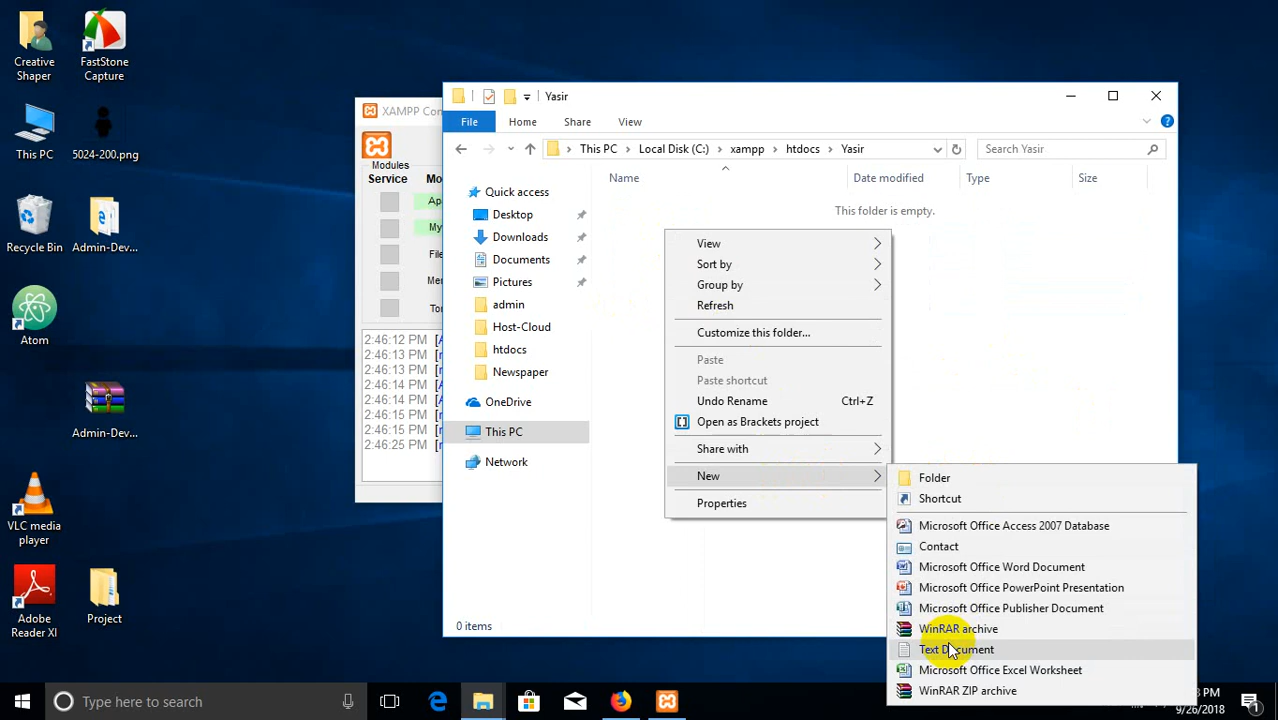 Creative
Shaper
FastStone
Capture
This PC
5024-200.png
Recycle Bin
Admin-Dev...
Atom
Admin-Dev...
VLC media
player
Adobe
Reader XI
Project
XAMPP Con
Modules
Service
Mo
Ap
My
File
Mer
Tor
2:46:12 PM [
2:46:13 PM [
2:46:14 PM [
2:46:14 PM [
2:46:15 PM [
2:46:15 PM [
2:46:25 PM [
Yasir
File Home Share View
This PC Local Disk (C:) xampp htdocs Yasir
Search Yasir
Name Date modified Type Size
This folder is empty.
Quick access
Desktop
Downloads
Documents
Pictures
admin
Host-Cloud
htdocs
Newspaper
OneDrive
This PC
Network
0 items
View
Sort by
Group by
Refresh
Customize this folder...
Paste
Paste shortcut
Undo Rename Ctrl+Z
Open as Brackets project
Share with
New
Properties
Folder
Shortcut
Microsoft Office Access 2007 Database
Contact
Microsoft Office Word Document
Microsoft Office PowerPoint Presentation
Microsoft Office Publisher Document
WinRAR archive
Text Document
Microsoft Office Excel Worksheet
WinRAR ZIP archive
Type here to search
PM
9/26/2018
1